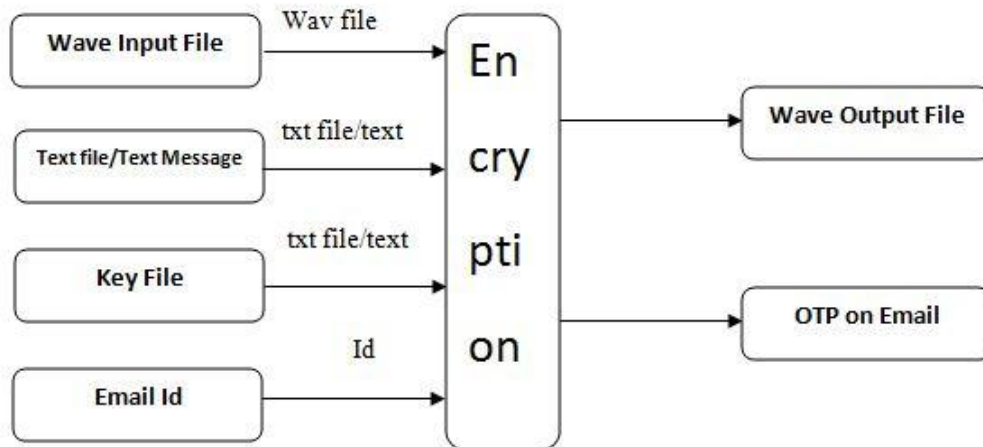 Wave Input File
Wav file
Text file/Text Message
txt file/text
Key File
txt file/text
Email Id
Id
En
cry
pti
on
Wave Output File
OTP on Email